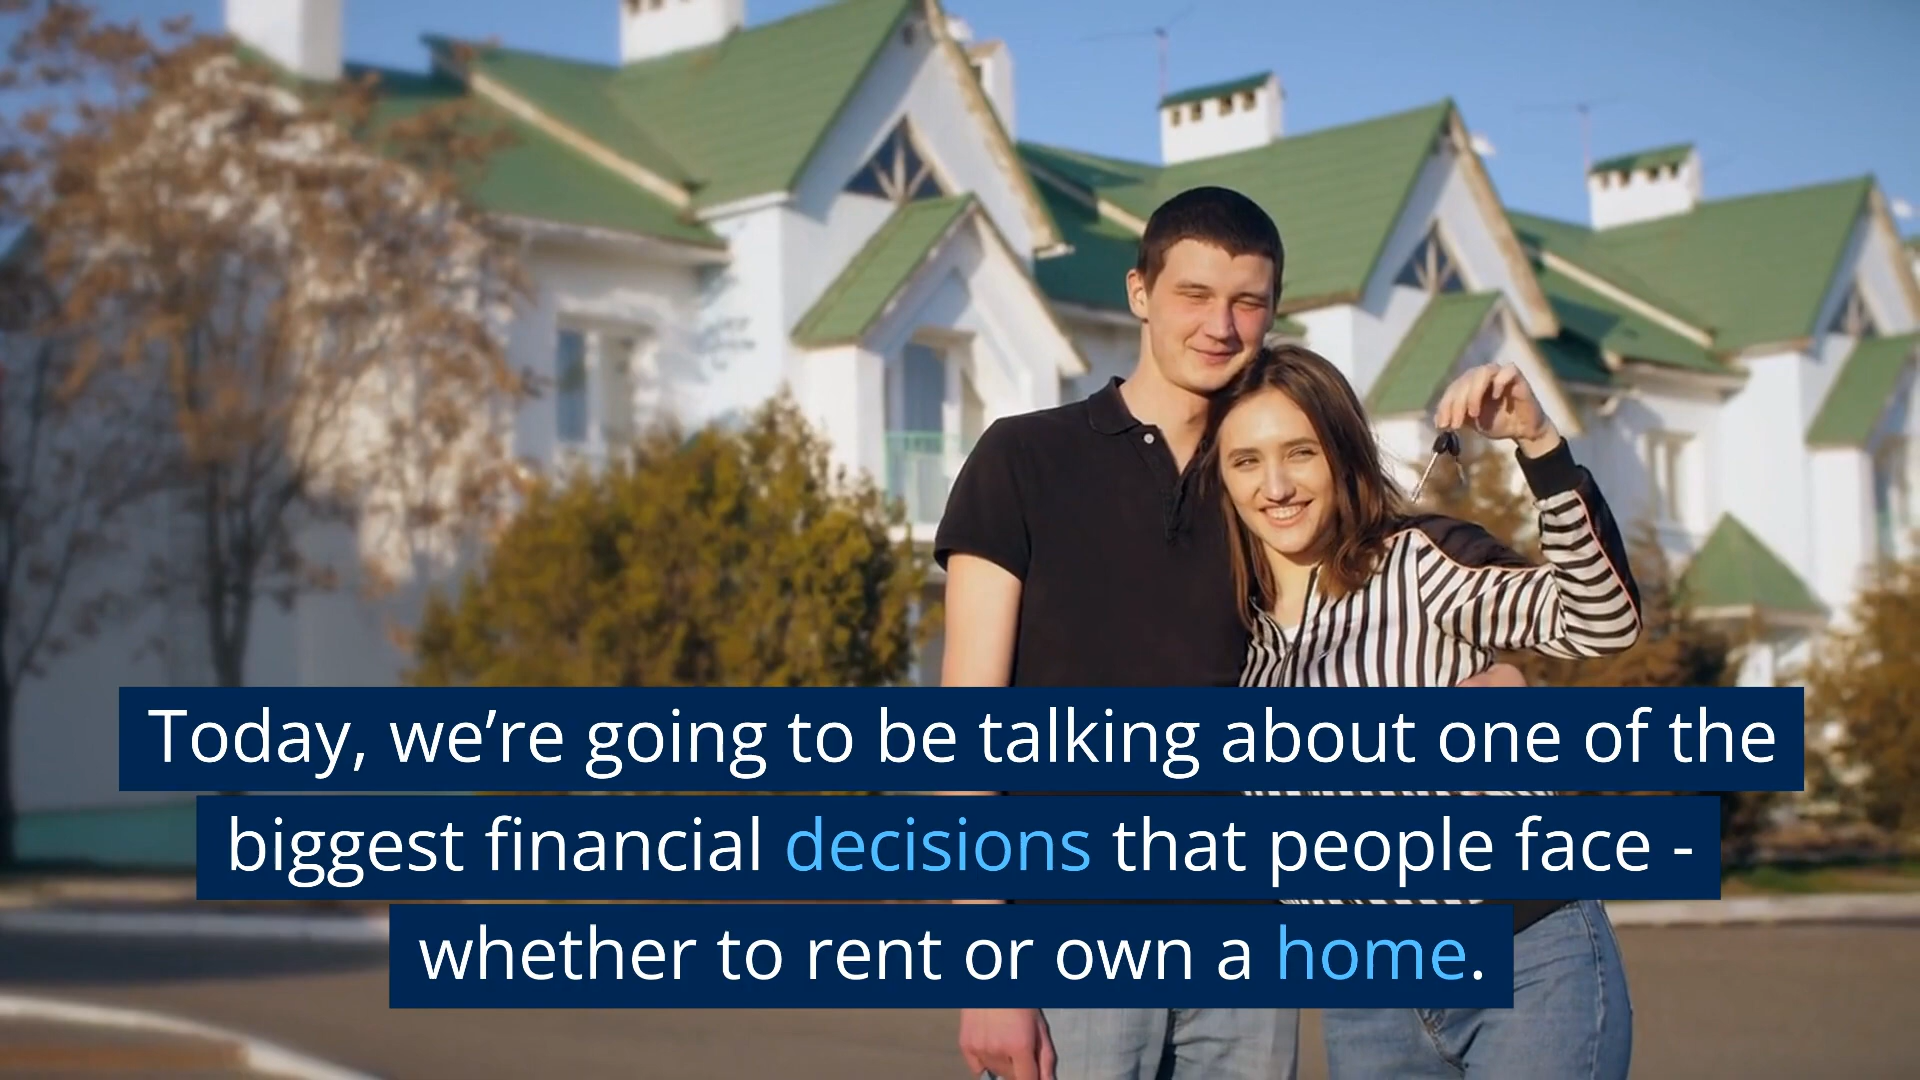 Today, we’re going to be talking about one of the
biggest financial decisions that people face -
whether to rent or own a home.